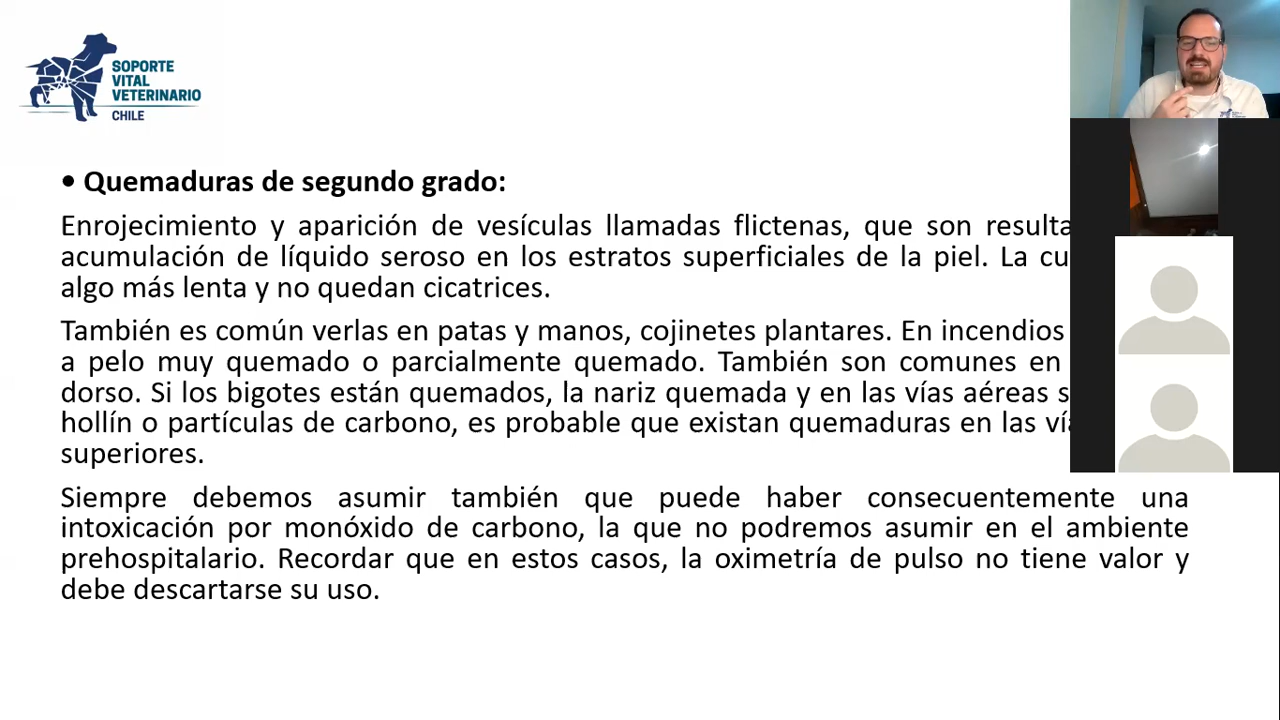 SOPORTE
VITAL
VETERINARIO
CHILE
• Quemaduras de segundo grado:
Enrojecimiento y aparición de vesículas llamadas flictenas, que son
acumulación de líquido seroso en los estratos superficiales de la piel. La
algo más lenta y no quedan cicatrices.
También es común verlas en patas y manos, cojinetes plantares. En incendios
a pelo muy quemado o parcialmente quemado. También son comunes en
dorso. Si los bigotes están quemados, la nariz quemada y en las vías aéreas
hollín o partículas de carbono, es probable que existan quemaduras en las
superiores.
Siempre debemos asumir también que puede haber consecuentemente una
intoxicación por monóxido de carbono, la que no podremos asumir en el ambiente
prehospitalario. Recordar que en estos casos, la oximetría de pulso no tiene valor y
debe descartarse su uso.